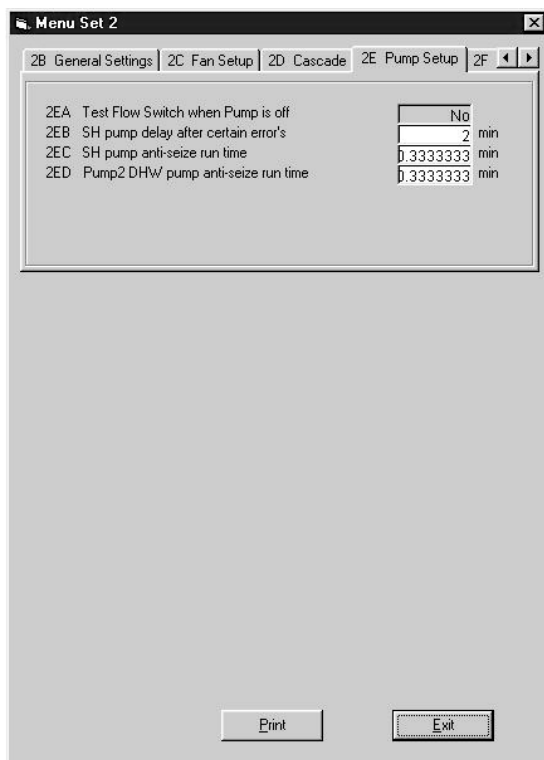 Menu Set 2
2B General Settings 2C Fan Setup 2D Cascade 2E Pump Setup 2F
2EA Test Flow Switch when Pump is off No
2EB SH pump delay after certain error's 2 min
2EC SH pump anti-seize run time 0.3333333 min
2ED Pump2 DHW pump anti-seize run time 0.3333333 min
Print Exit